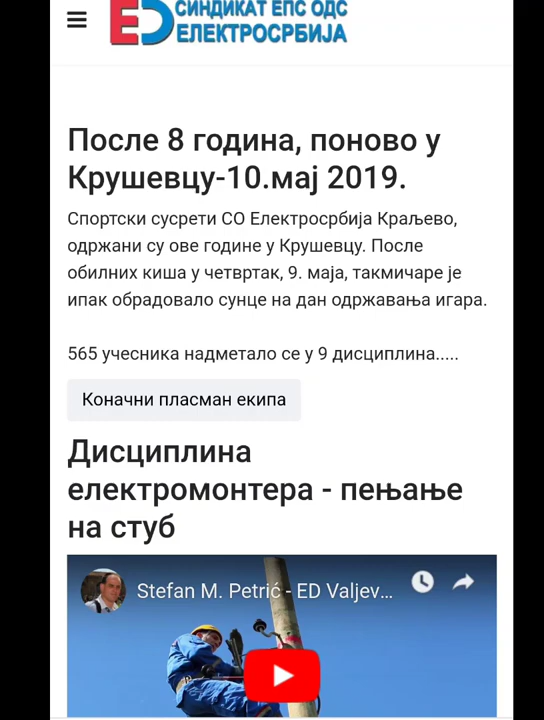 СИНДИКАТ ЕПС ОДС
ED ЕЛЕКТРОСРБИЈА
После 8 година, поново у
Крушевцу-10.мај 2019.
Спортски сусрети СО Електросрбија Краљево,
одржани су ове године у Крушевцу. После
обилних киша у четвртак, 9. маја, такмичаре је
ипак обрадовало сунце на дан одржавања игара.
565 учесника надметало се у 9 дисциплина.....
Коначни пласман екипа
Дисциплина
електромонтера - пењање
на стуб
Stefan M. Petrić - ED Valjev...